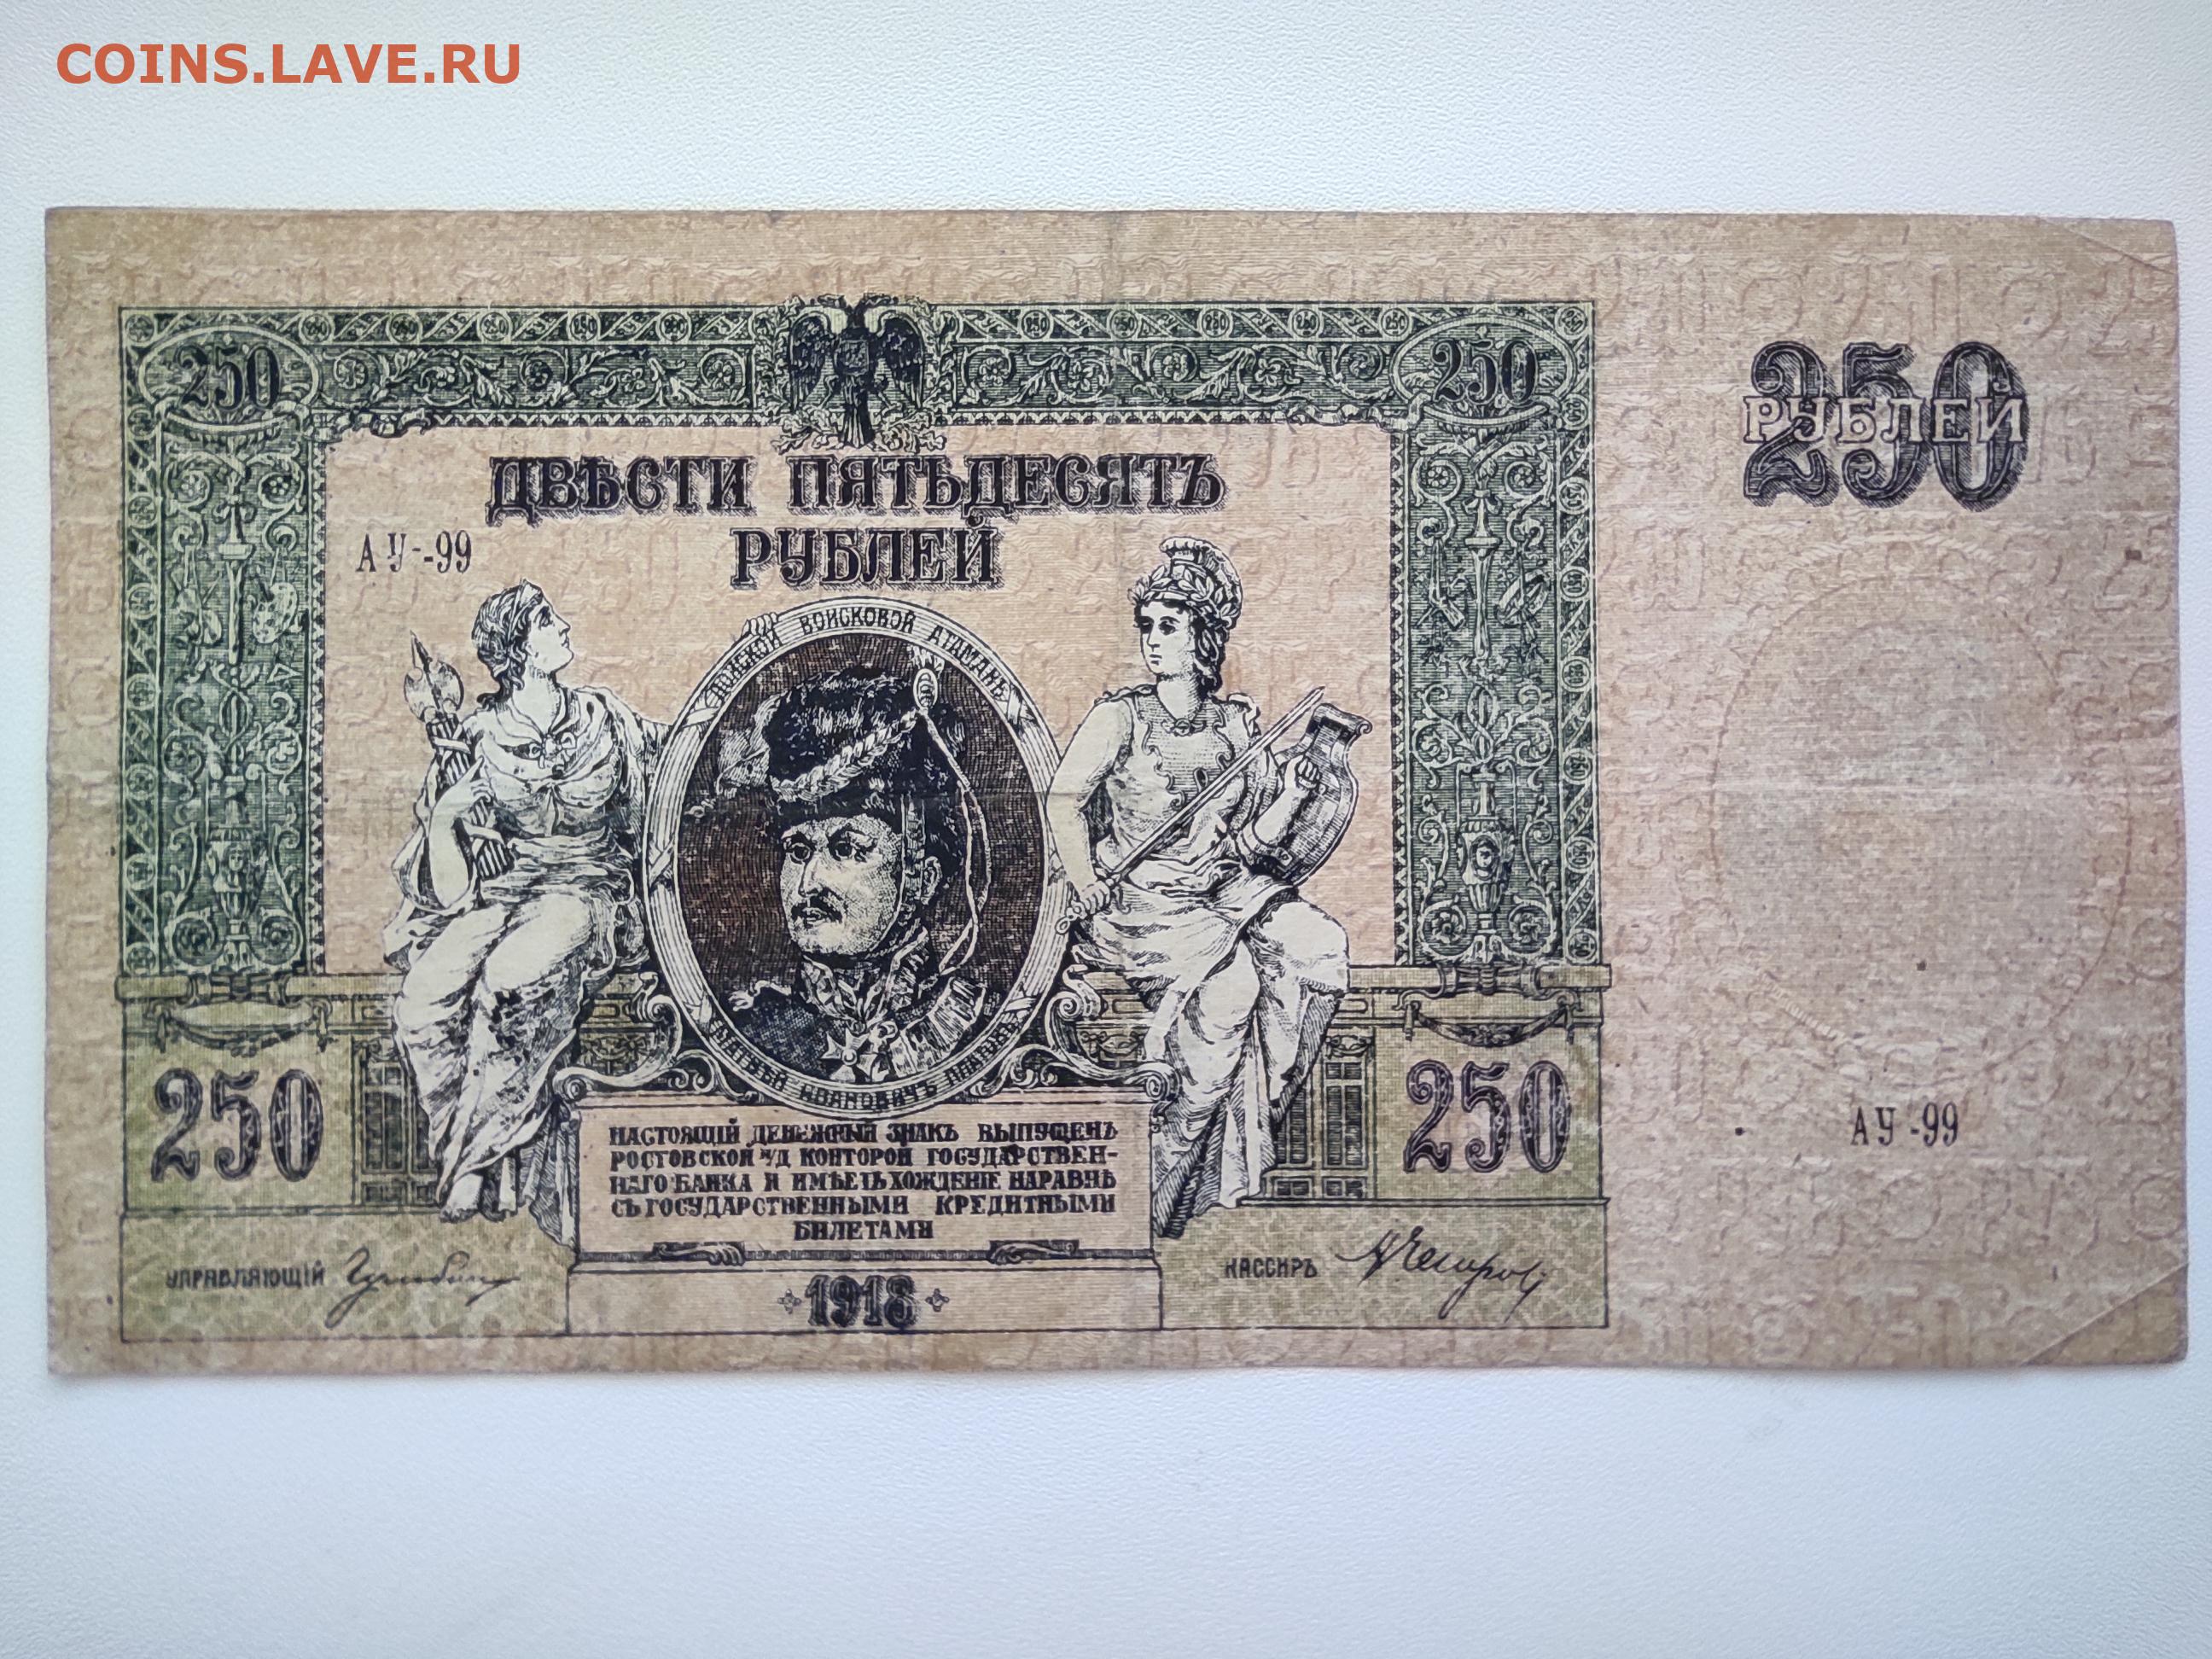 COINS.LAVE.RU
250
250
250
РУБЛЕЙ
ДВѢСТИ ПЯТЬДЕСЯТЪ
РУБЛЕЙ
АУ--99
ДОНСКОЙ ВОЙСКОВОЙ АТАМАНЪ
МАТВѢЙ ИВАНОВИЧЪ ПЛАТОВЪ
250
250
АУ-99
НАСТОЯЩІЙ ДЕНЕЖНЫЙ ЗНАКЪ ВЫПУЩЕНЪ
РОСТОВСКОЙ Н/Д КОНТОРОЙ ГОСУДАРСТВЕН-
НАГО БАНКА И ИМѢЕТЪ ХОЖДЕНІЕ НАРАВНѢ
СЪ ГОСУДАРСТВЕННЫМИ КРЕДИТНЫМИ
БИЛЕТАМИ
УПРАВЛЯЮЩІЙ
КАССИРЪ
1918